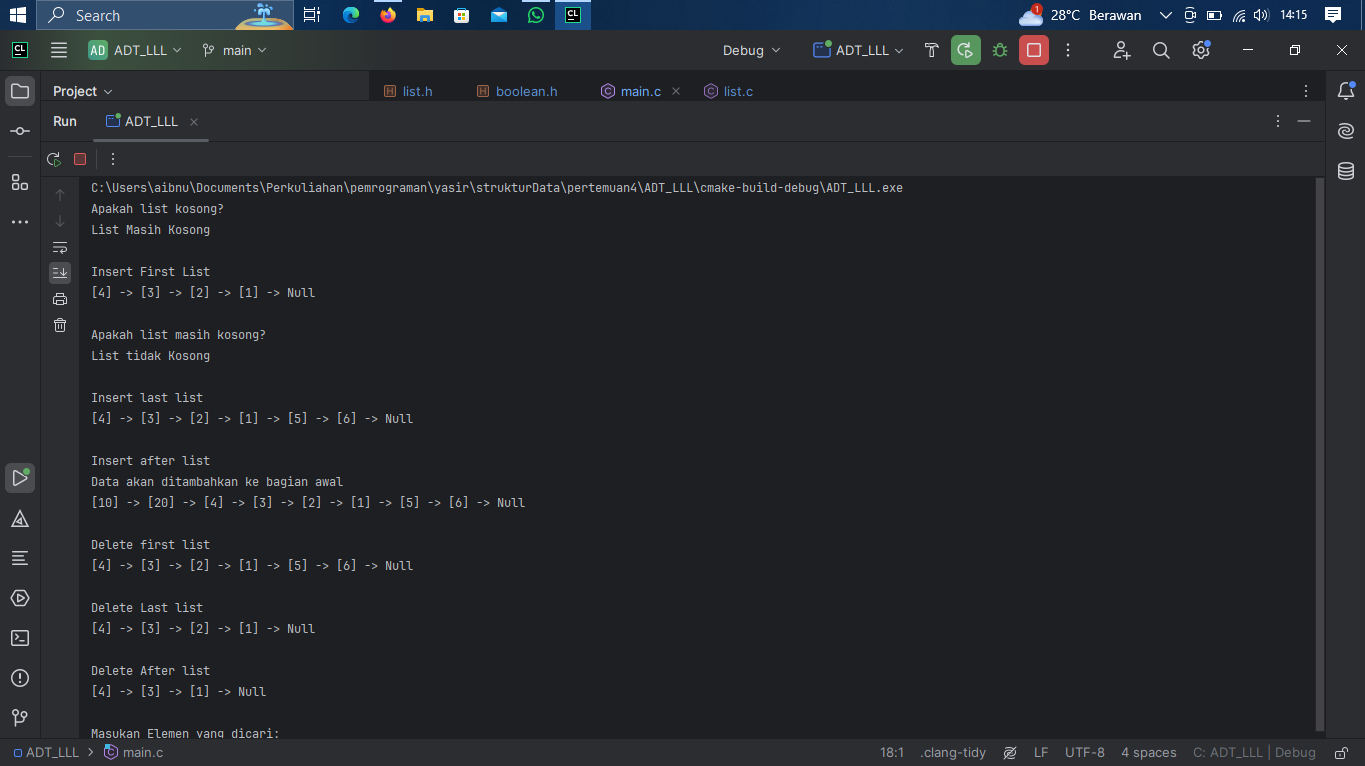 Search
1
28°C Berawan
14:15
CL
AD ADT_LLL
main
Debug
ADT_LLL
Project
H list.h
H boolean.h
C main.c
C list.c
Run
ADT_LLL
C:\Users\aibnu\Documents\Perkuliahan\pemrograman\yasir\strukturData\pertemuan4\ADT_LLL\cmake-build-debug\ADT_LLL.exe
Apakah list kosong?
List Masih Kosong
Insert First List
[4] -> [3] -> [2] -> [1] -> Null
Apakah list masih kosong?
List tidak Kosong
Insert last list
[4] -> [3] -> [2] -> [1] -> [5] -> [6] -> Null
Insert after list
Data akan ditambahkan ke bagian awal
[10] -> [20] -> [4] -> [3] -> [2] -> [1] -> [5] -> [6] -> Null
Delete first list
[4] -> [3] -> [2] -> [1] -> [5] -> [6] -> Null
Delete Last list
[4] -> [3] -> [2] -> [1] -> Null
Delete After list
[4] -> [3] -> [1] -> Null
Masukan Elemen yang dicari:
ADT_LLL > C main.c
18:1 .clang-tidy LF UTF-8 4 spaces C: ADT_LLL | Debug